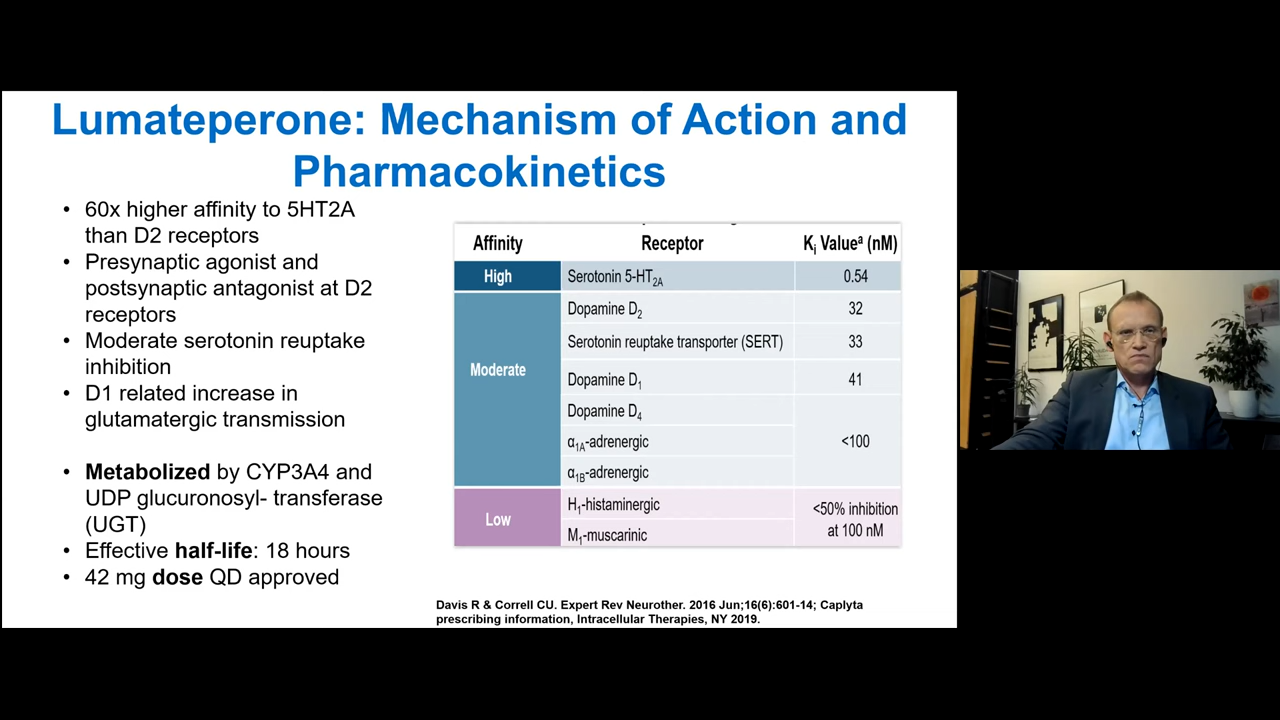 Lumateperone: Mechanism of Action and
Pharmacokinetics
• 60x higher affinity to 5HT2A
than D2 receptors
• Presynaptic agonist and
postsynaptic antagonist at D2
receptors
• Moderate serotonin reuptake
inhibition
• D1 related increase in
glutamatergic transmission
• Metabolized by CYP3A4 and
UDP glucuronosyl- transferase
(UGT)
• Effective half-life: 18 hours
• 42 mg dose QD approved
Affinity Receptor Ki Valueª (nM)
High Serotonin 5-HT2A 0.54
Moderate
Dopamine D2 32
Serotonin reuptake transporter (SERT) 33
Dopamine D1 41
Dopamine D4
α1A-adrenergic <100
α1B-adrenergic
Low
H1-histaminergic
M1-muscarinic
<50% inhibition
at 100 nM
Davis R & Correll CU. Expert Rev Neurother. 2016 Jun;16(6):601-14; Caplyta
prescribing information, Intracellular Therapies, NY 2019.